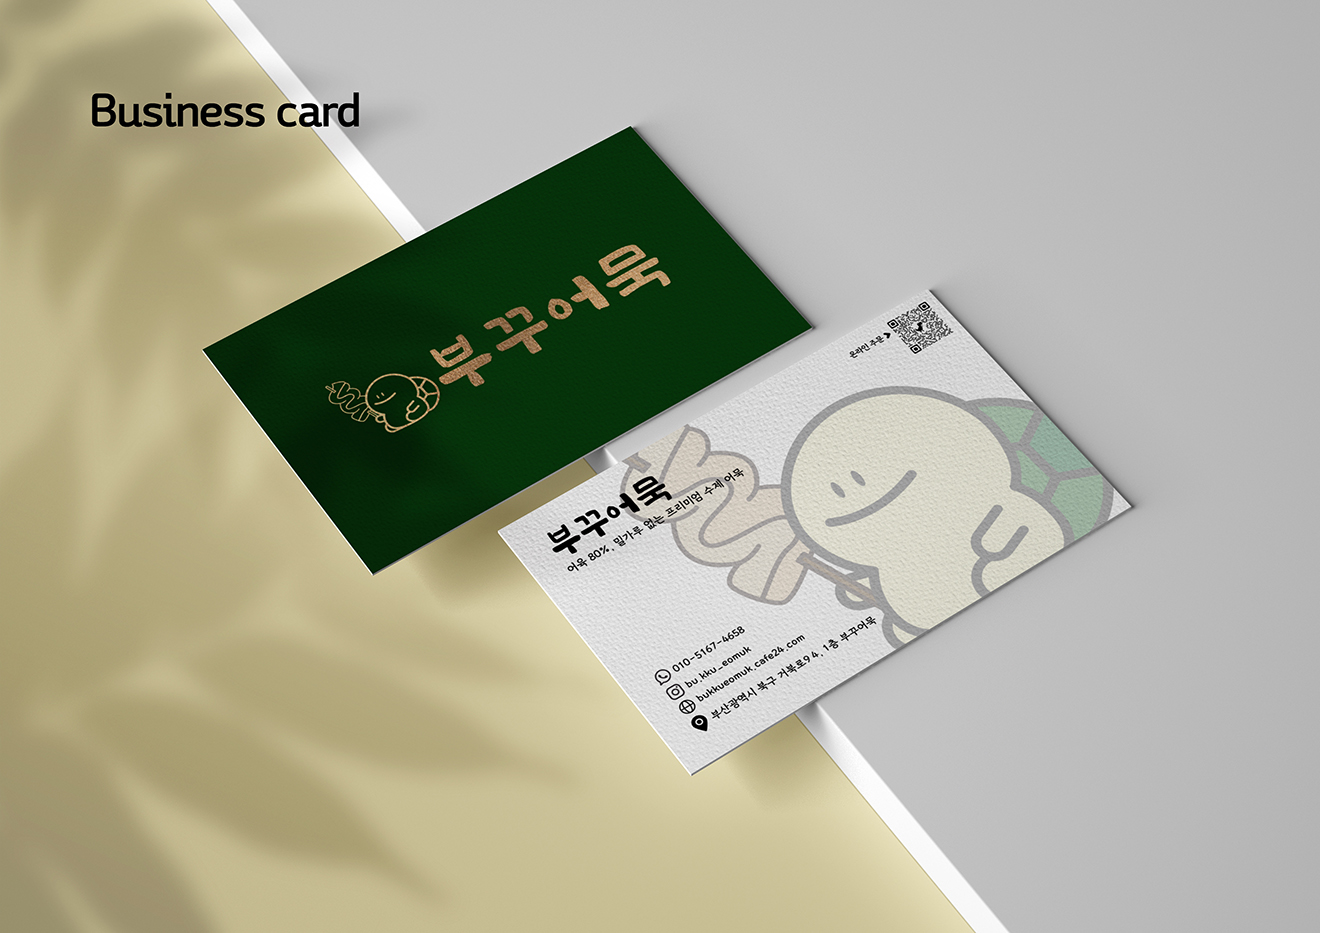 Business card
부꾸어묵
온라인 주문 >
부꾸어묵
어육 80%, 밀가루 없는 프리미엄 수제 어묵
010-5167-4658
bu.kku_eomuk
bukkueomuk.cafe24.com
부산광역시 북구 거북로94, 1층 부꾸어묵